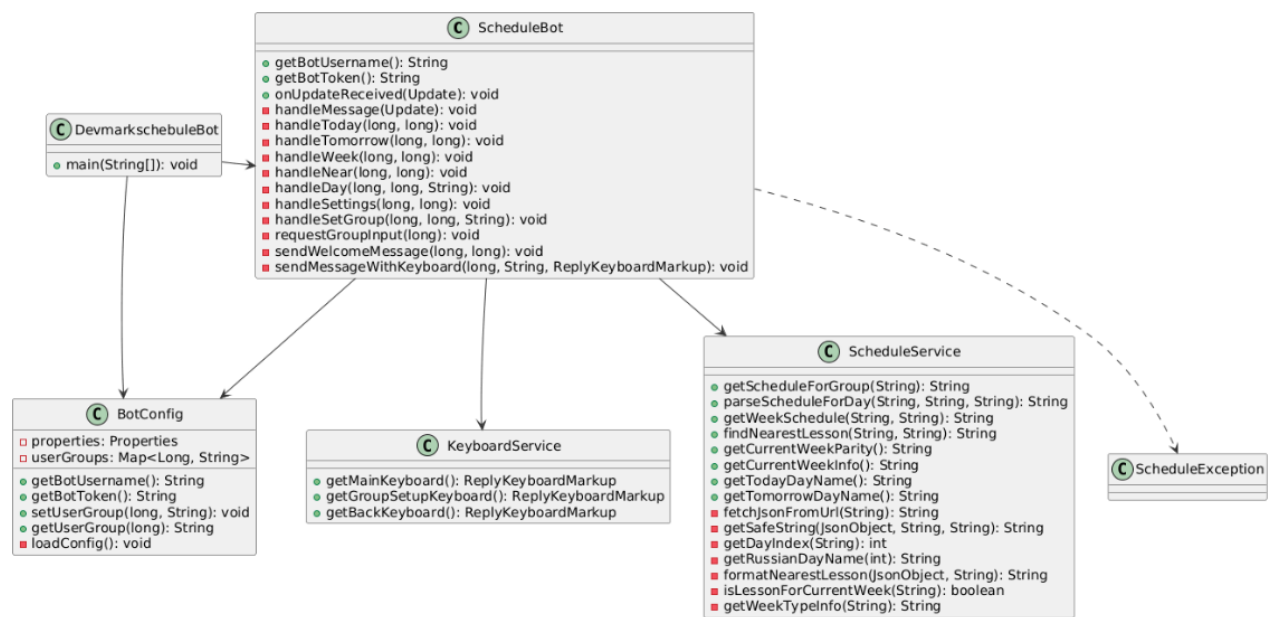 C ScheduleBot
getBotUsername(): String
getBotToken(): String
onUpdateReceived(Update): void
handleMessage(Update): void
handleToday(long, long): void
handleTomorrow(long, long): void
handleWeek(long, long): void
handleNear(long, long): void
handleDay(long, long, String): void
handleSettings(long, long): void
handleSetGroup(long, long, String): void
requestGroupInput(long): void
sendWelcomeMessage(long, long): void
sendMessageWithKeyboard(long, String, ReplyKeyboardMarkup): void
C DevmarkschebuleBot
main(String[]): void
C BotConfig
properties: Properties
userGroups: Map<Long, String>
getBotUsername(): String
getBotToken(): String
setUserGroup(long, String): void
getUserGroup(long): String
loadConfig(): void
C KeyboardService
getMainKeyboard(): ReplyKeyboardMarkup
getGroupSetupKeyboard(): ReplyKeyboardMarkup
getBackKeyboard(): ReplyKeyboardMarkup
C ScheduleService
getScheduleForGroup(String): String
parseScheduleForDay(String, String, String): String
getWeekSchedule(String, String): String
findNearestLesson(String, String): String
getCurrentWeekParity(): String
getCurrentWeekInfo(): String
getTodayDayName(): String
getTomorrowDayName(): String
fetchJsonFromUrl(String): String
getSafeString(JsonObject, String, String): String
getDayIndex(String): int
getRussianDayName(int): String
formatNearestLesson(JsonObject, String): String
isLessonForCurrentWeek(String): boolean
getWeekTypeInfo(String): String
C ScheduleException